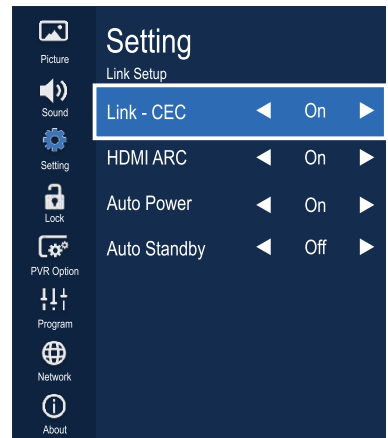 Picture
Sound
Setting
Lock
PVR Option
Program
Network
About
Setting
Link Setup
Link - CEC On
HDMI ARC On
Auto Power On
Auto Standby Off